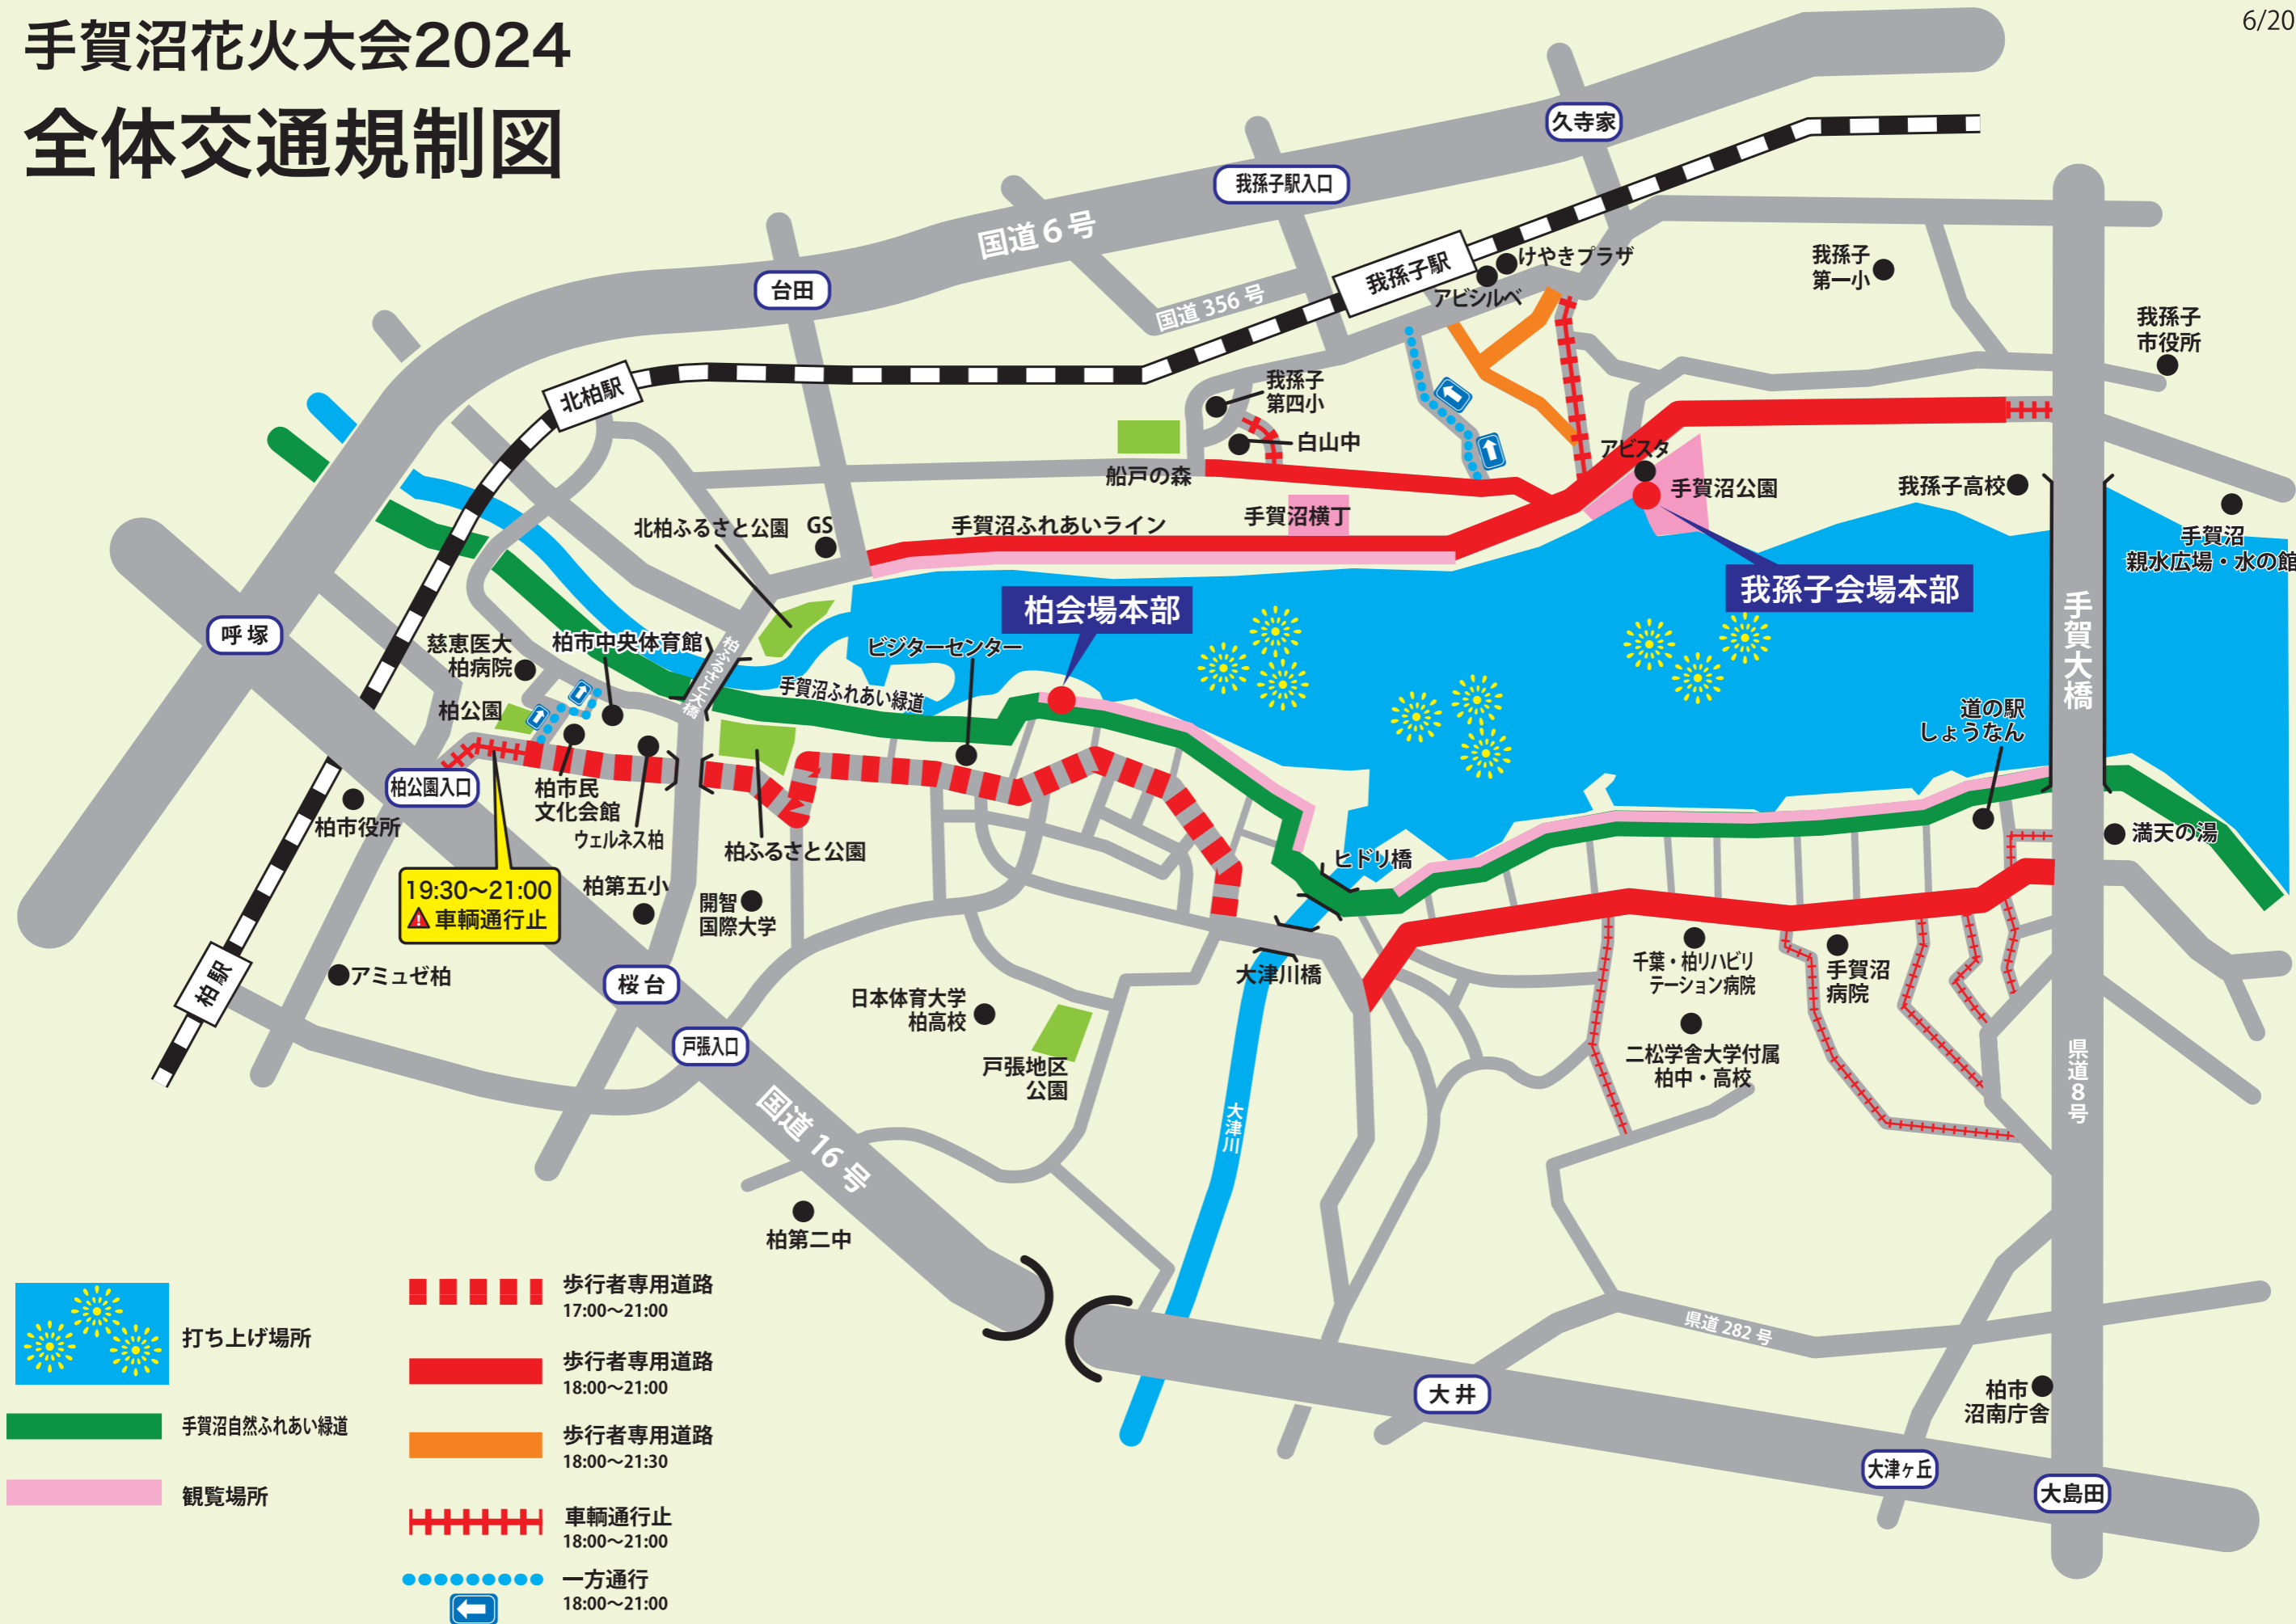 手賀沼花火大会2024
全体交通規制図
6/20
久寺家
我孫子駅入口
国道6号
台田
国道 356 号
我孫子駅
けやきプラザ
アビシルベ
我孫子
第一小
我孫子
市役所
北柏駅
我孫子
第四小
白山中
船戸の森
アビスタ
手賀沼公園
我孫子高校
手賀沼
親水広場・水の館
北柏ふるさと公園
GS
手賀沼ふれあいライン
手賀沼横丁
柏会場本部
我孫子会場本部
手賀大橋
呼塚
慈恵医大
柏病院
柏市中央体育館
柏ふるさと大橋
ビジターセンター
手賀沼ふれあい緑道
柏公園
道の駅
しょうなん
柏公園入口
柏市役所
柏市民
文化会館
ウェルネス柏
柏ふるさと公園
ヒドリ橋
満天の湯
19:30〜21:00
車輌通行止
柏第五小
開智
国際大学
柏駅
アミュゼ柏
桜台
大津川橋
千葉・柏リハビリ
テーション病院
手賀沼
病院
日本体育大学
柏高校
戸張入口
二松学舎大学付属
柏中・高校
戸張地区
公園
県道8号
大津川
国道 16 号
柏第二中
県道 282 号
大井
柏市
沼南庁舎
大津ヶ丘
大島田
打ち上げ場所
手賀沼自然ふれあい緑道
観覧場所
歩行者専用道路
17:00〜21:00
歩行者専用道路
18:00〜21:00
歩行者専用道路
18:00〜21:30
車輌通行止
18:00〜21:00
一方通行
18:00〜21:00